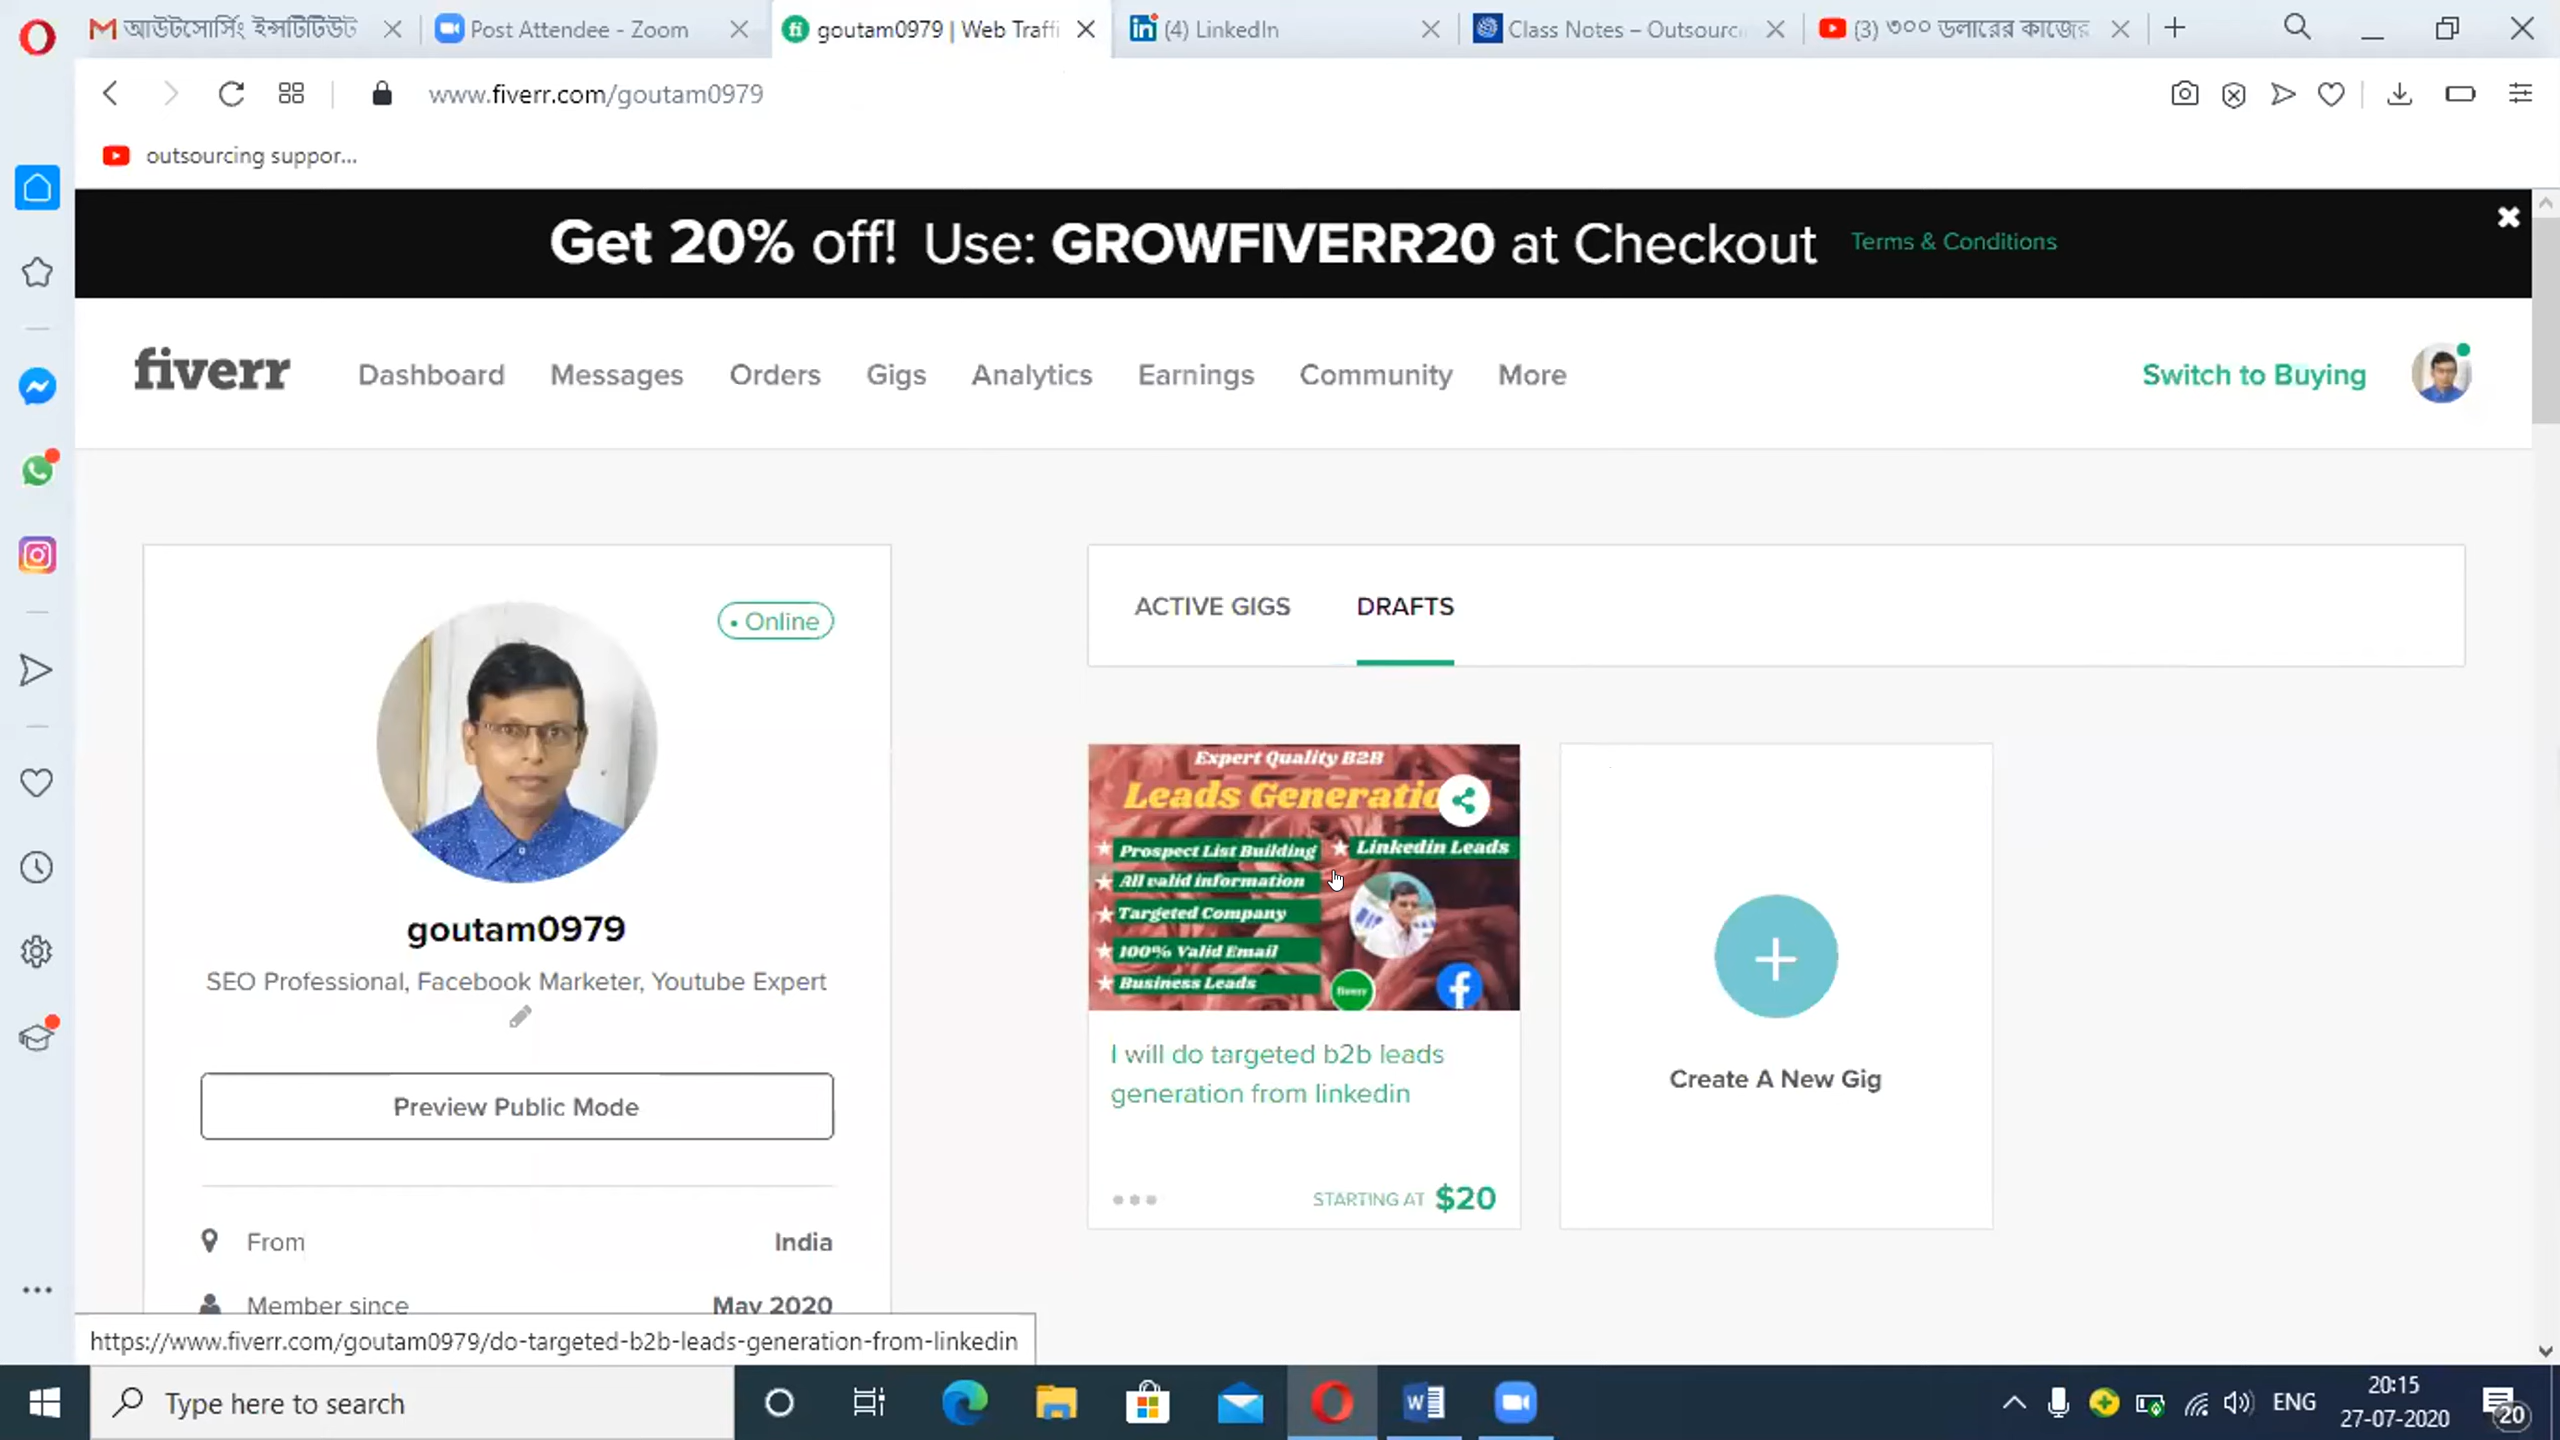 আউটসোর্সিং ইন্সটিটিউট
Post Attendee - Zoom
goutam0979 | Web Traffi
(4) LinkedIn
Class Notes – Outsourci
(3) ৩০০ ডলারের কাজের
www.fiverr.com/goutam0979
outsourcing suppor...
Get 20% off! Use: GROWFIVERR20 at Checkout Terms & Conditions
fiverr Dashboard Messages Orders Gigs Analytics Earnings Community More Switch to Buying
• Online
ACTIVE GIGS DRAFTS
goutam0979
SEO Professional, Facebook Marketer, Youtube Expert
Preview Public Mode
From India
Member since May 2020
Expert Quality B2B
Leads Generatio
Prospect List Building
Linkedin Leads
All valid information
Targeted Company
100% Valid Email
Business Leads
fiverr
I will do targeted b2b leads
generation from linkedin
STARTING AT $20
Create A New Gig
https://www.fiverr.com/goutam0979/do-targeted-b2b-leads-generation-from-linkedin
Type here to search
ENG
20:15
27-07-2020
20